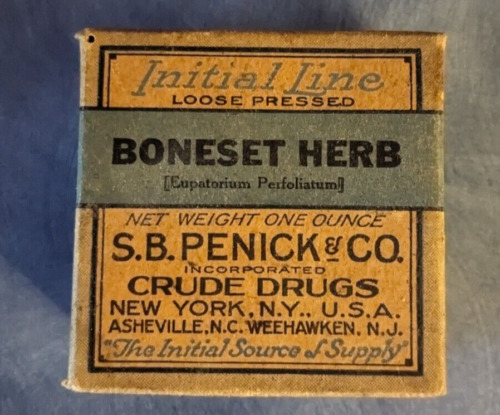 Initial Line
LOOSE PRESSED
BONESET HERB
[Eupatorium Perfoliatum]
NET WEIGHT ONE OUNCE
S.B. PENICK & CO.
INCORPORATED
CRUDE DRUGS
NEW YORK, N.Y., U.S.A.
ASHEVILLE, N.C. WEEHAWKEN, N.J.
"The Initial Source of Supply"